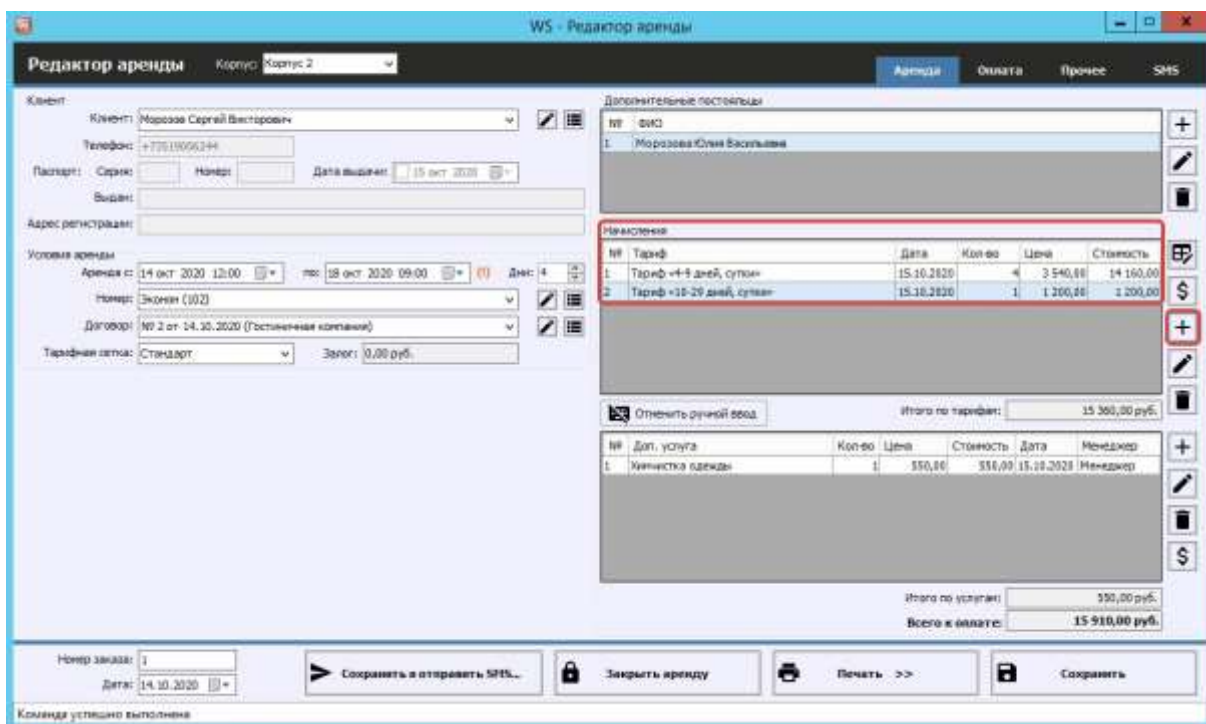 WS - Редактор аренды
Редактор аренды Корпус: Корпус 2
Аренда Оплата Прочее SMS
Клиент
Клиент: Морозов Сергей Викторович
Телефон:
Паспорт: Серия: Номер: Дата выдачи: 15 окт 2020
Выдан:
Адрес регистрации:
Условия аренды
Аренда с: 14 окт 2020 12:00 по: 18 окт 2020 09:00 (!) Дни: 4
Номер: Эконом (102)
Договор: № 2 от 14.10.2020 (Гостиничная компания)
Тарифная сетка: Стандарт Залог: 0,00 руб.
Дополнительные постояльцы
№ ФИО
1 Морозова Юлия Васильевна
Начисления
№ Тариф Дата Кол-во Цена Стоимость
1 Тариф «4-9 дней, сутки» 15.10.2020 4 3 540,00 14 160,00
2 Тариф «10-29 дней, сутки» 15.10.2020 1 1 200,00 1 200,00
Отменить ручной ввод Итого по тарифам: 15 360,00 руб.
№ Доп. услуга Кол-во Цена Стоимость Дата Менеджер
1 Химчистка одежды 1 550,00 550,00 15.10.2020 Менеджер
Итого по услугам: 550,00 руб.
Всего к оплате: 15 910,00 руб.
Номер заказа: 1
Дата: 14.10.2020
Сохранить и отправить SMS...
Закрыть аренду
Печать >>
Сохранить
Команда успешно выполнена